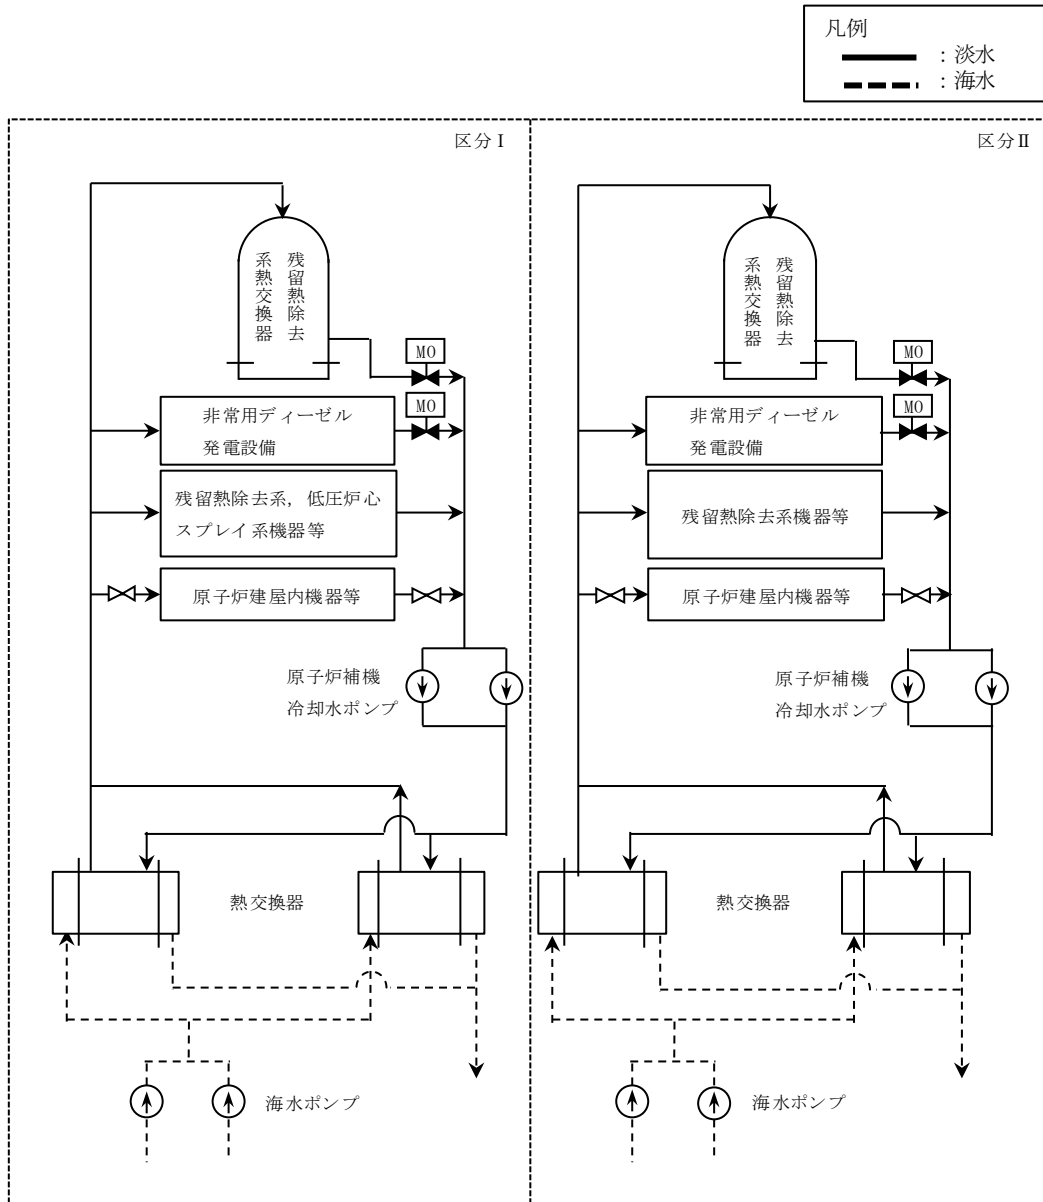 凡例
：淡水
：海水
区分Ⅰ
残留熱除去
系熱交換器
MO
MO
非常用ディーゼル
発電設備
残留熱除去系，低圧炉心
スプレイ系機器等
原子炉建屋内機器等
原子炉補機
冷却水ポンプ
熱交換器
海水ポンプ
区分Ⅱ
残留熱除去
系熱交換器
MO
MO
非常用ディーゼル
発電設備
残留熱除去系機器等
原子炉建屋内機器等
原子炉補機
冷却水ポンプ
熱交換器
海水ポンプ